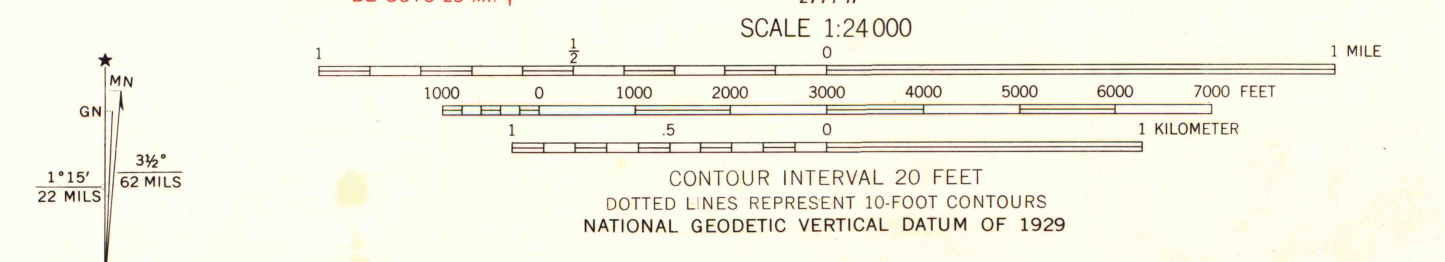 SCALE 1:24 000
1 1/2 0 1 MILE
1000 0 1000 2000 3000 4000 5000 6000 7000 FEET
1 .5 0 1 KILOMETER
CONTOUR INTERVAL 20 FEET
DOTTED LINES REPRESENT 10-FOOT CONTOURS
NATIONAL GEODETIC VERTICAL DATUM OF 1929
MN
GN
3½°
62 MILS
1°15′
22 MILS